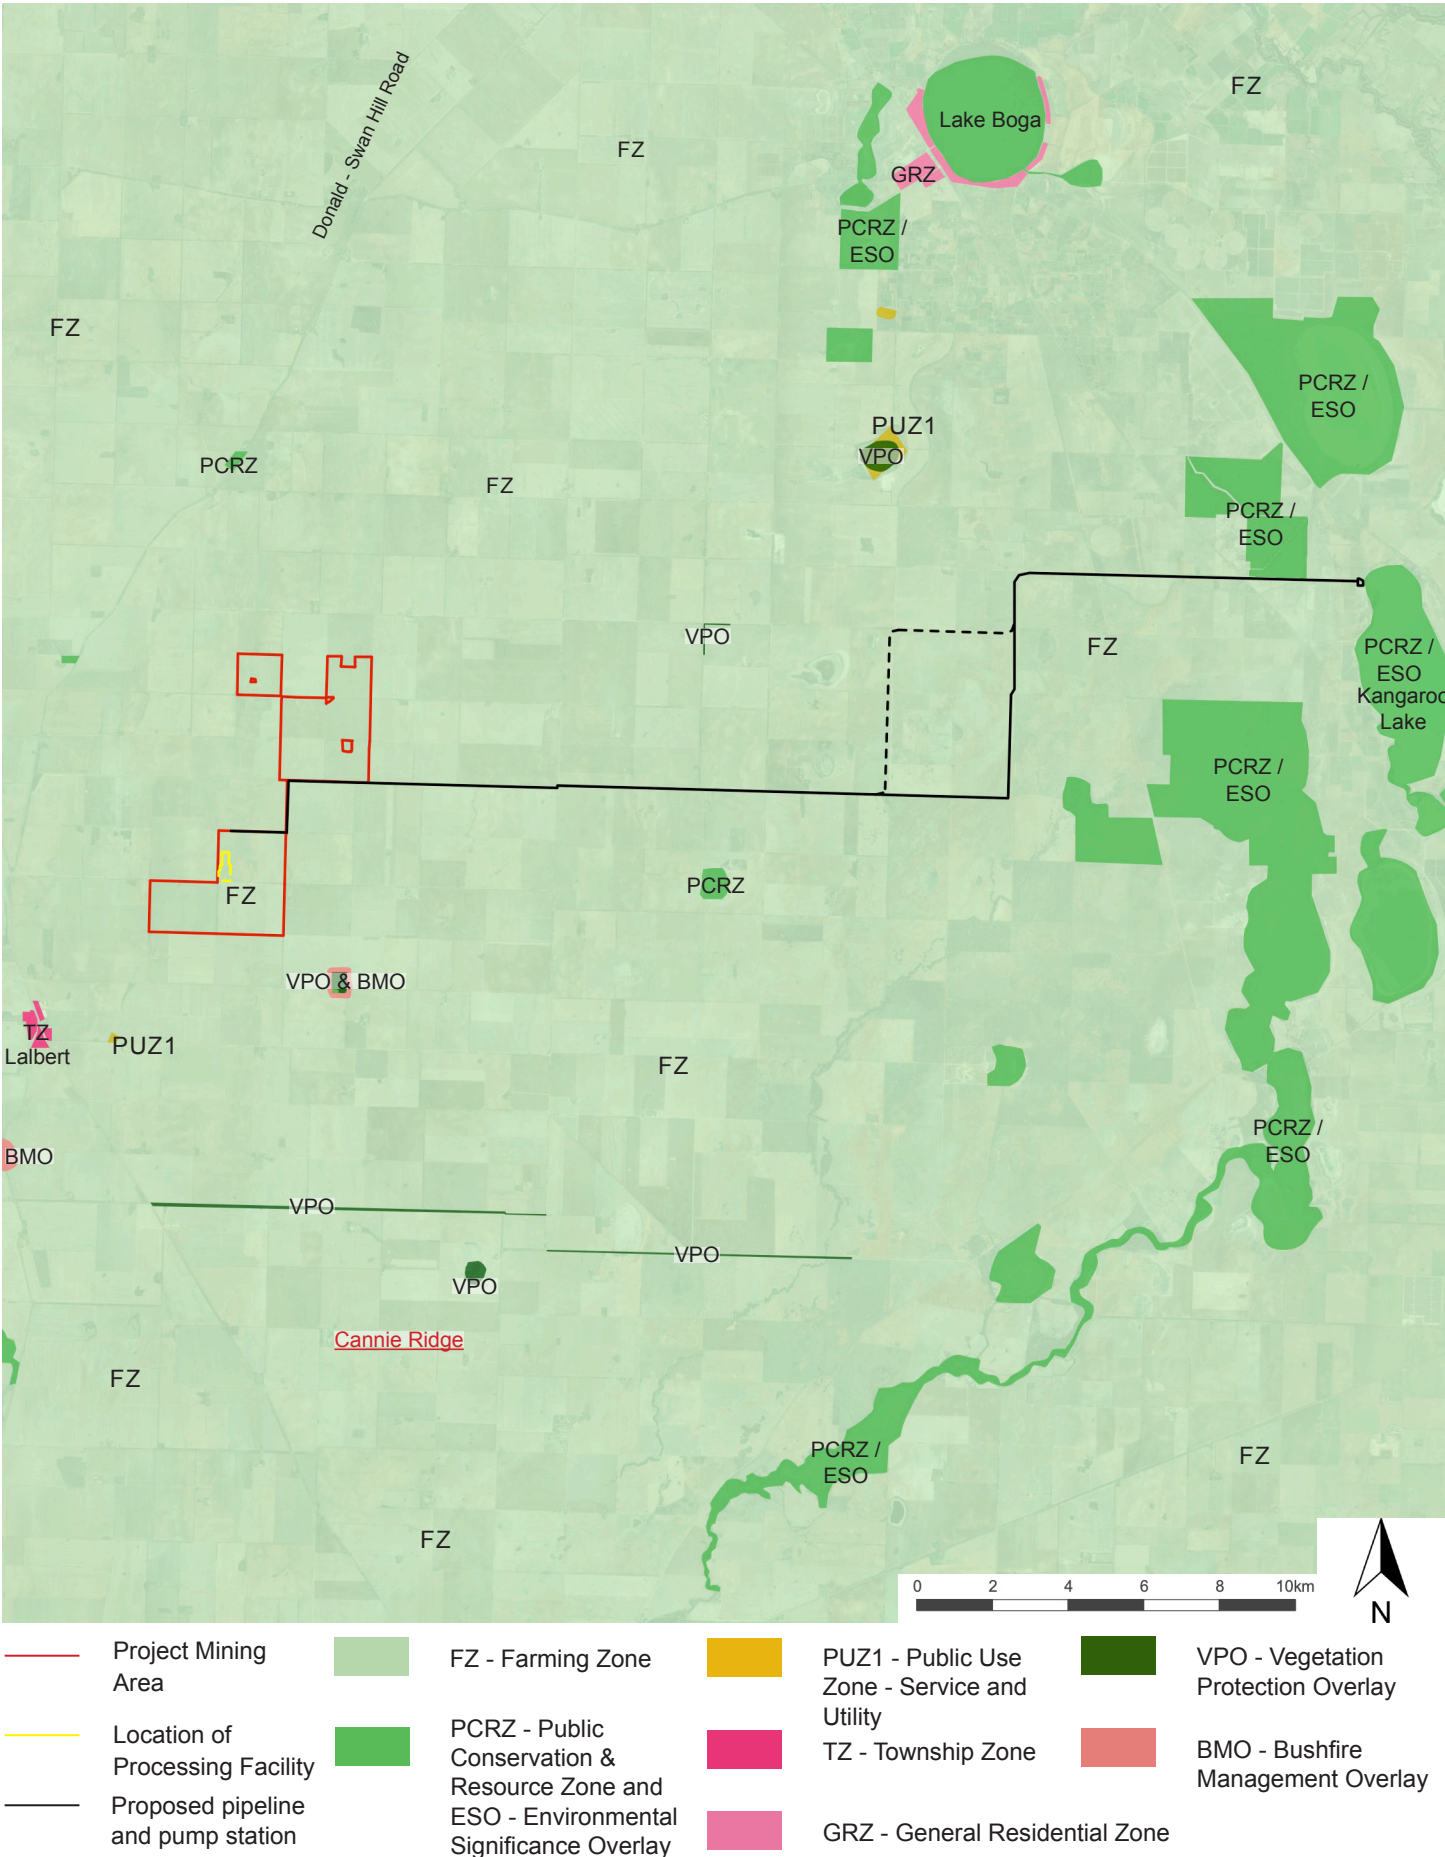 Donald - Swan Hill Road
FZ
Lake Boga
FZ
GRZ
PCRZ /
ESO
FZ
PCRZ /
ESO
PUZ1
VPO
PCRZ
FZ
PCRZ /
ESO
VPO
FZ
PCRZ /
ESO
Kangaroo
Lake
PCRZ /
ESO
PCRZ
FZ
VPO & BMO
TZ
Lalbert
PUZ1
FZ
PCRZ /
ESO
BMO
VPO
VPO
VPO
Cannie Ridge
FZ
PCRZ /
ESO
FZ
FZ
0 2 4 6 8 10km
N
Project Mining
Area
Location of
Processing Facility
Proposed pipeline
and pump station
FZ - Farming Zone
PCRZ - Public
Conservation &
Resource Zone and
ESO - Environmental
Significance Overlay
PUZ1 - Public Use
Zone - Service and
Utility
TZ - Township Zone
GRZ - General Residential Zone
VPO - Vegetation
Protection Overlay
BMO - Bushfire
Management Overlay